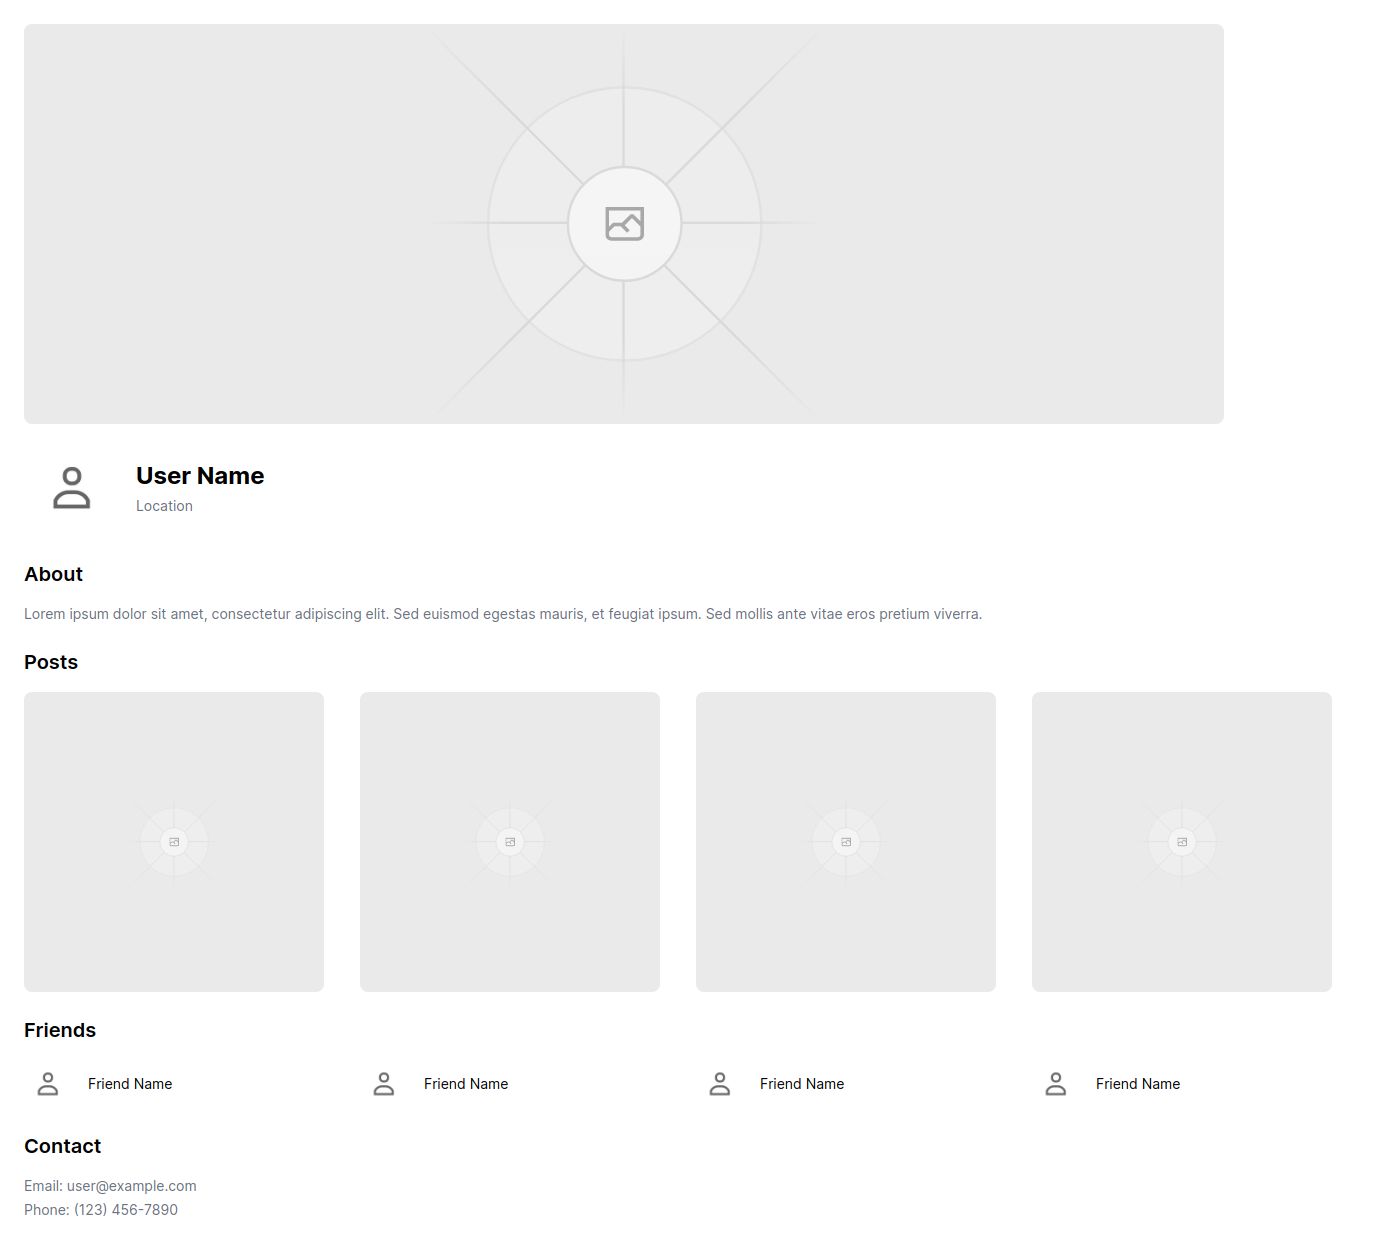 User Name
Location
About
Lorem ipsum dolor sit amet, consectetur adipiscing elit. Sed euismod egestas mauris, et feugiat ipsum. Sed mollis ante vitae eros pretium viverra.
Posts
Friends
Friend Name
Friend Name
Friend Name
Friend Name
Contact
Email: user@example.com
Phone: (123) 456-7890